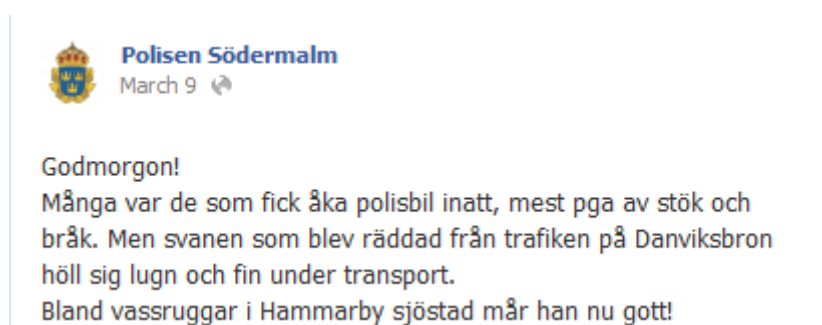 Polisen Södermalm
March 9
Godmorgon!
Många var de som fick åka polisbil inatt, mest pga av stök och
bråk. Men svanen som blev räddad från trafiken på Danviksbron
höll sig lugn och fin under transport.
Bland vassruggar i Hammarby sjöstad mår han nu gott!